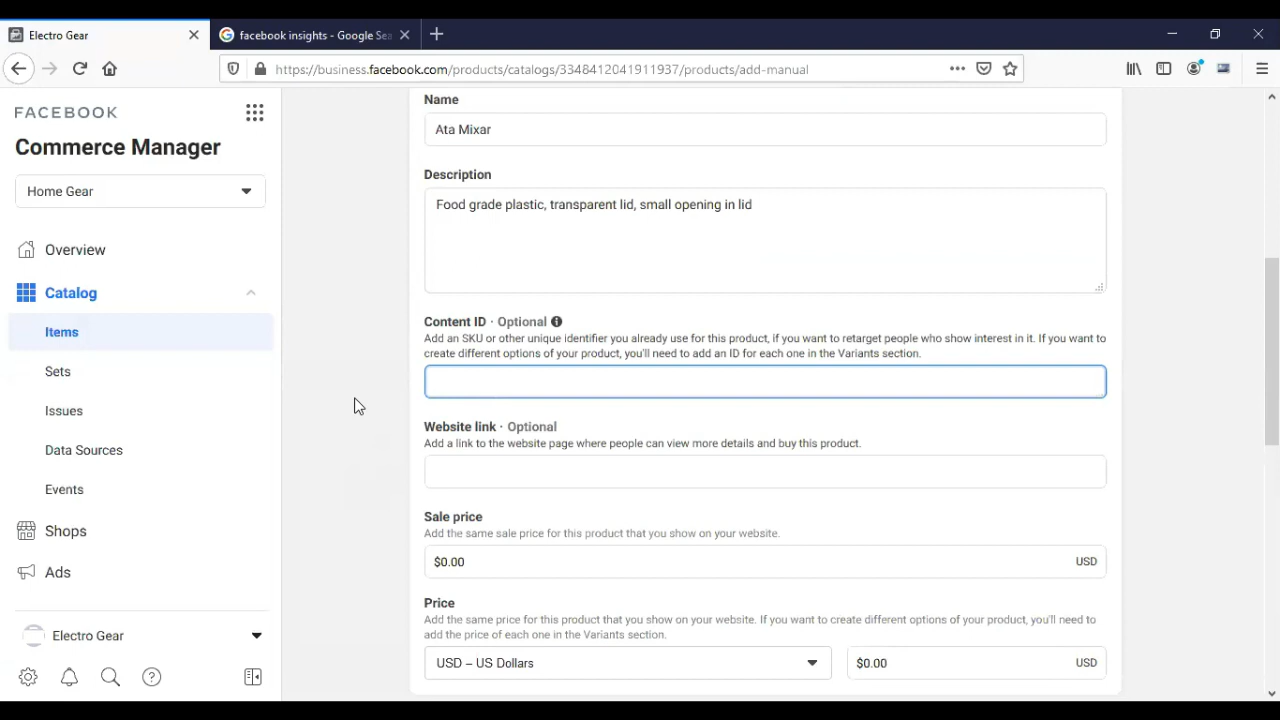 Electro Gear
facebook insights - Google Sea
https://business.facebook.com/products/catalogs/3348412041911937/products/add-manual
FACEBOOK
Commerce Manager
Home Gear
Overview
Catalog
Items
Sets
Issues
Data Sources
Events
Shops
Ads
Electro Gear
Name
Ata Mixar
Description
Food grade plastic, transparent lid, small opening in lid
Content ID · Optional
Add an SKU or other unique identifier you already use for this product, if you want to retarget people who show interest in it. If you want to
create different options of your product, you'll need to add an ID for each one in the Variants section.
Website link · Optional
Add a link to the website page where people can view more details and buy this product.
Sale price
Add the same sale price for this product that you show on your website.
$0.00 USD
Price
Add the same price for this product that you show on your website. If you want to create different options of your product, you'll need to
add the price of each one in the Variants section.
USD – US Dollars $0.00 USD